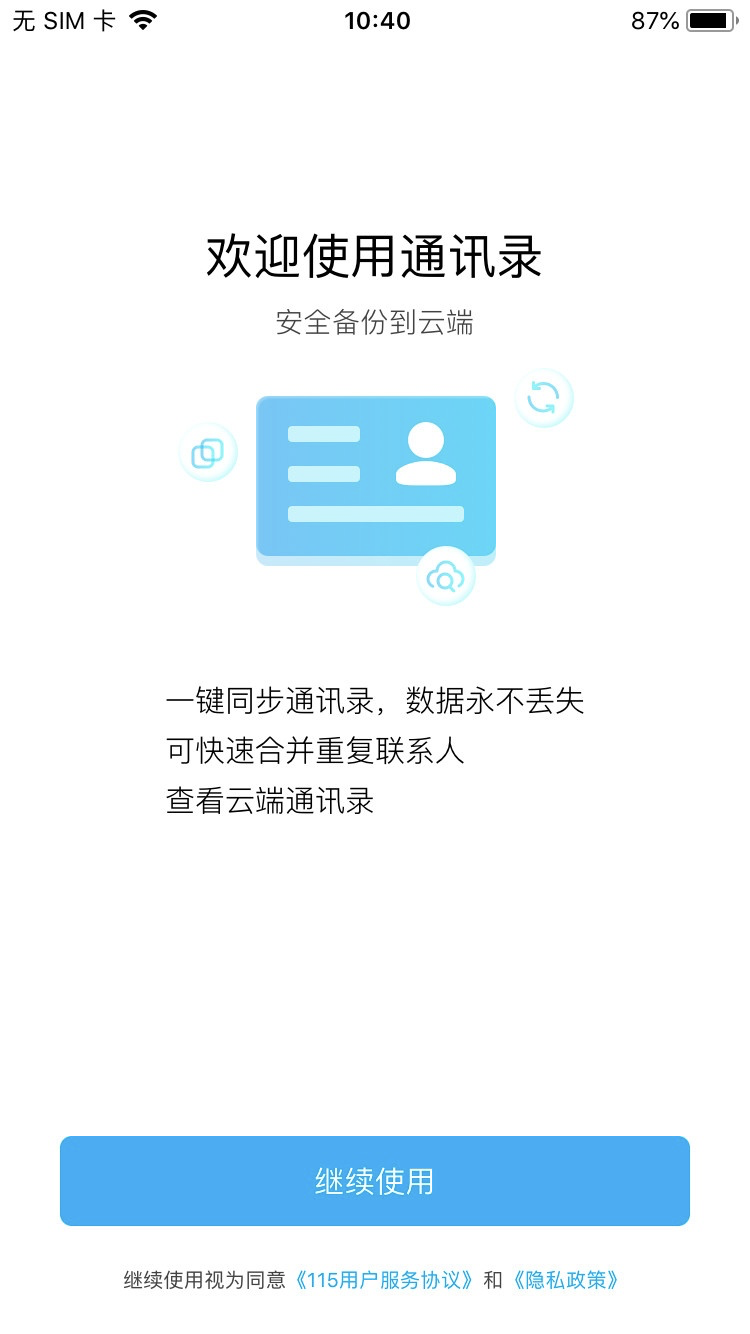 无 SIM 卡 10:40 87%
欢迎使用通讯录
安全备份到云端
一键同步通讯录，数据永不丢失
可快速合并重复联系人
查看云端通讯录
继续使用
继续使用视为同意《115用户服务协议》和《隐私政策》